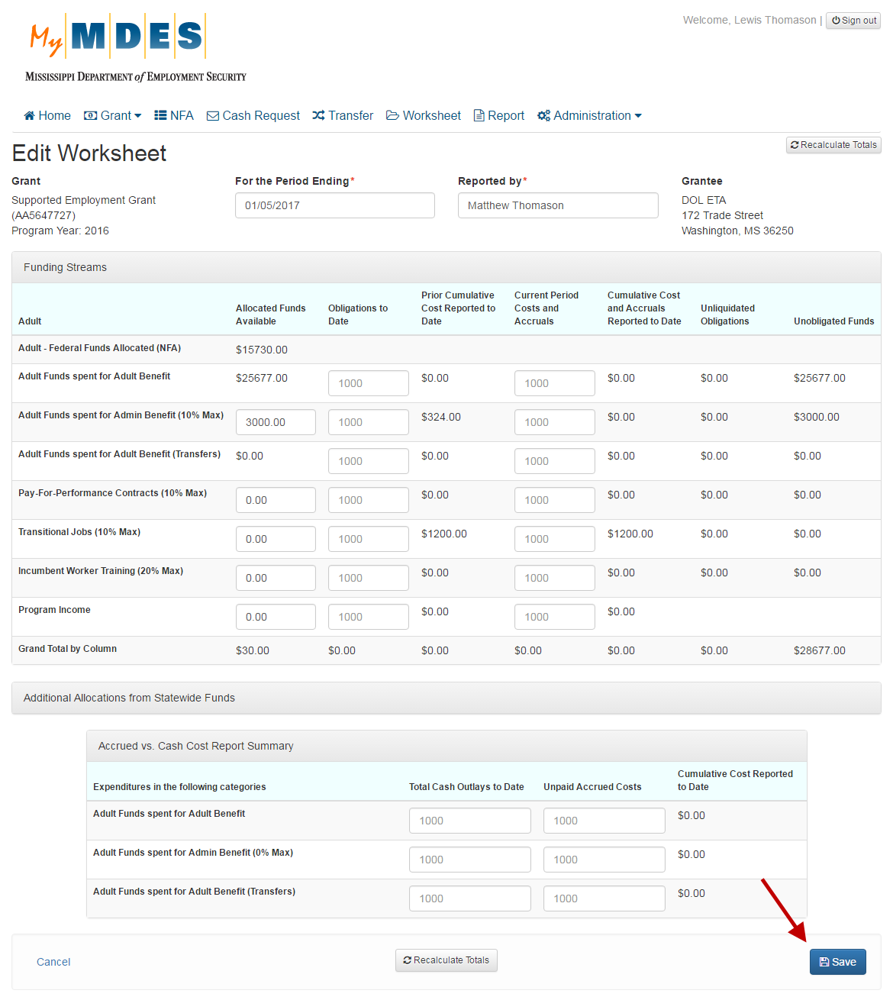 Welcome, Lewis Thomason | Sign out
My MDES
Mississippi Department of Employment Security
Home Grant NFA Cash Request Transfer Worksheet Report Administration
Edit Worksheet
Recalculate Totals
Grant For the Period Ending* Reported by* Grantee
Supported Employment Grant 01/05/2017 Matthew Thomason DOL ETA
(AA5647727) 172 Trade Street
Program Year: 2016 Washington, MS 36250
Funding Streams
Adult Allocated Funds Available Obligations to Date Prior Cumulative Cost Reported to Date Current Period Costs and Accruals Cumulative Cost and Accruals Reported to Date Unliquidated Obligations Unobligated Funds
Adult - Federal Funds Allocated (NFA) $15730.00
Adult Funds spent for Adult Benefit $25677.00 1000 $0.00 1000 $0.00 $0.00 $25677.00
Adult Funds spent for Admin Benefit (10% Max) 3000.00 1000 $324.00 1000 $0.00 $0.00 $3000.00
Adult Funds spent for Adult Benefit (Transfers) $0.00 1000 $0.00 1000 $0.00 $0.00 $0.00
Pay-For-Performance Contracts (10% Max) 0.00 1000 $0.00 1000 $0.00 $0.00 $0.00
Transitional Jobs (10% Max) 0.00 1000 $1200.00 1000 $1200.00 $0.00 $0.00
Incumbent Worker Training (20% Max) 0.00 1000 $0.00 1000 $0.00 $0.00 $0.00
Program Income 0.00 1000 $0.00 1000 $0.00
Grand Total by Column $30.00 $0.00 $0.00 $0.00 $0.00 $0.00 $28677.00
Additional Allocations from Statewide Funds
Accrued vs. Cash Cost Report Summary
Expenditures in the following categories Total Cash Outlays to Date Unpaid Accrued Costs Cumulative Cost Reported to Date
Adult Funds spent for Adult Benefit 1000 1000 $0.00
Adult Funds spent for Admin Benefit (0% Max) 1000 1000 $0.00
Adult Funds spent for Adult Benefit (Transfers) 1000 1000 $0.00
Cancel Recalculate Totals Save